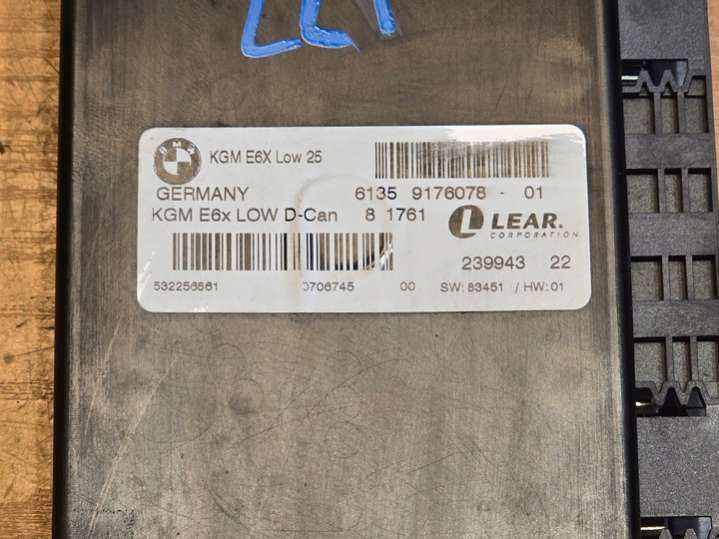 BMW KGM E6X Low 25
GERMANY 6135 9176078 - 01
KGM E6x LOW D-Can 8 1761
LEAR.
CORPORATION
239943 22
532256861 0706745 00 SW: 83451 / HW: 01